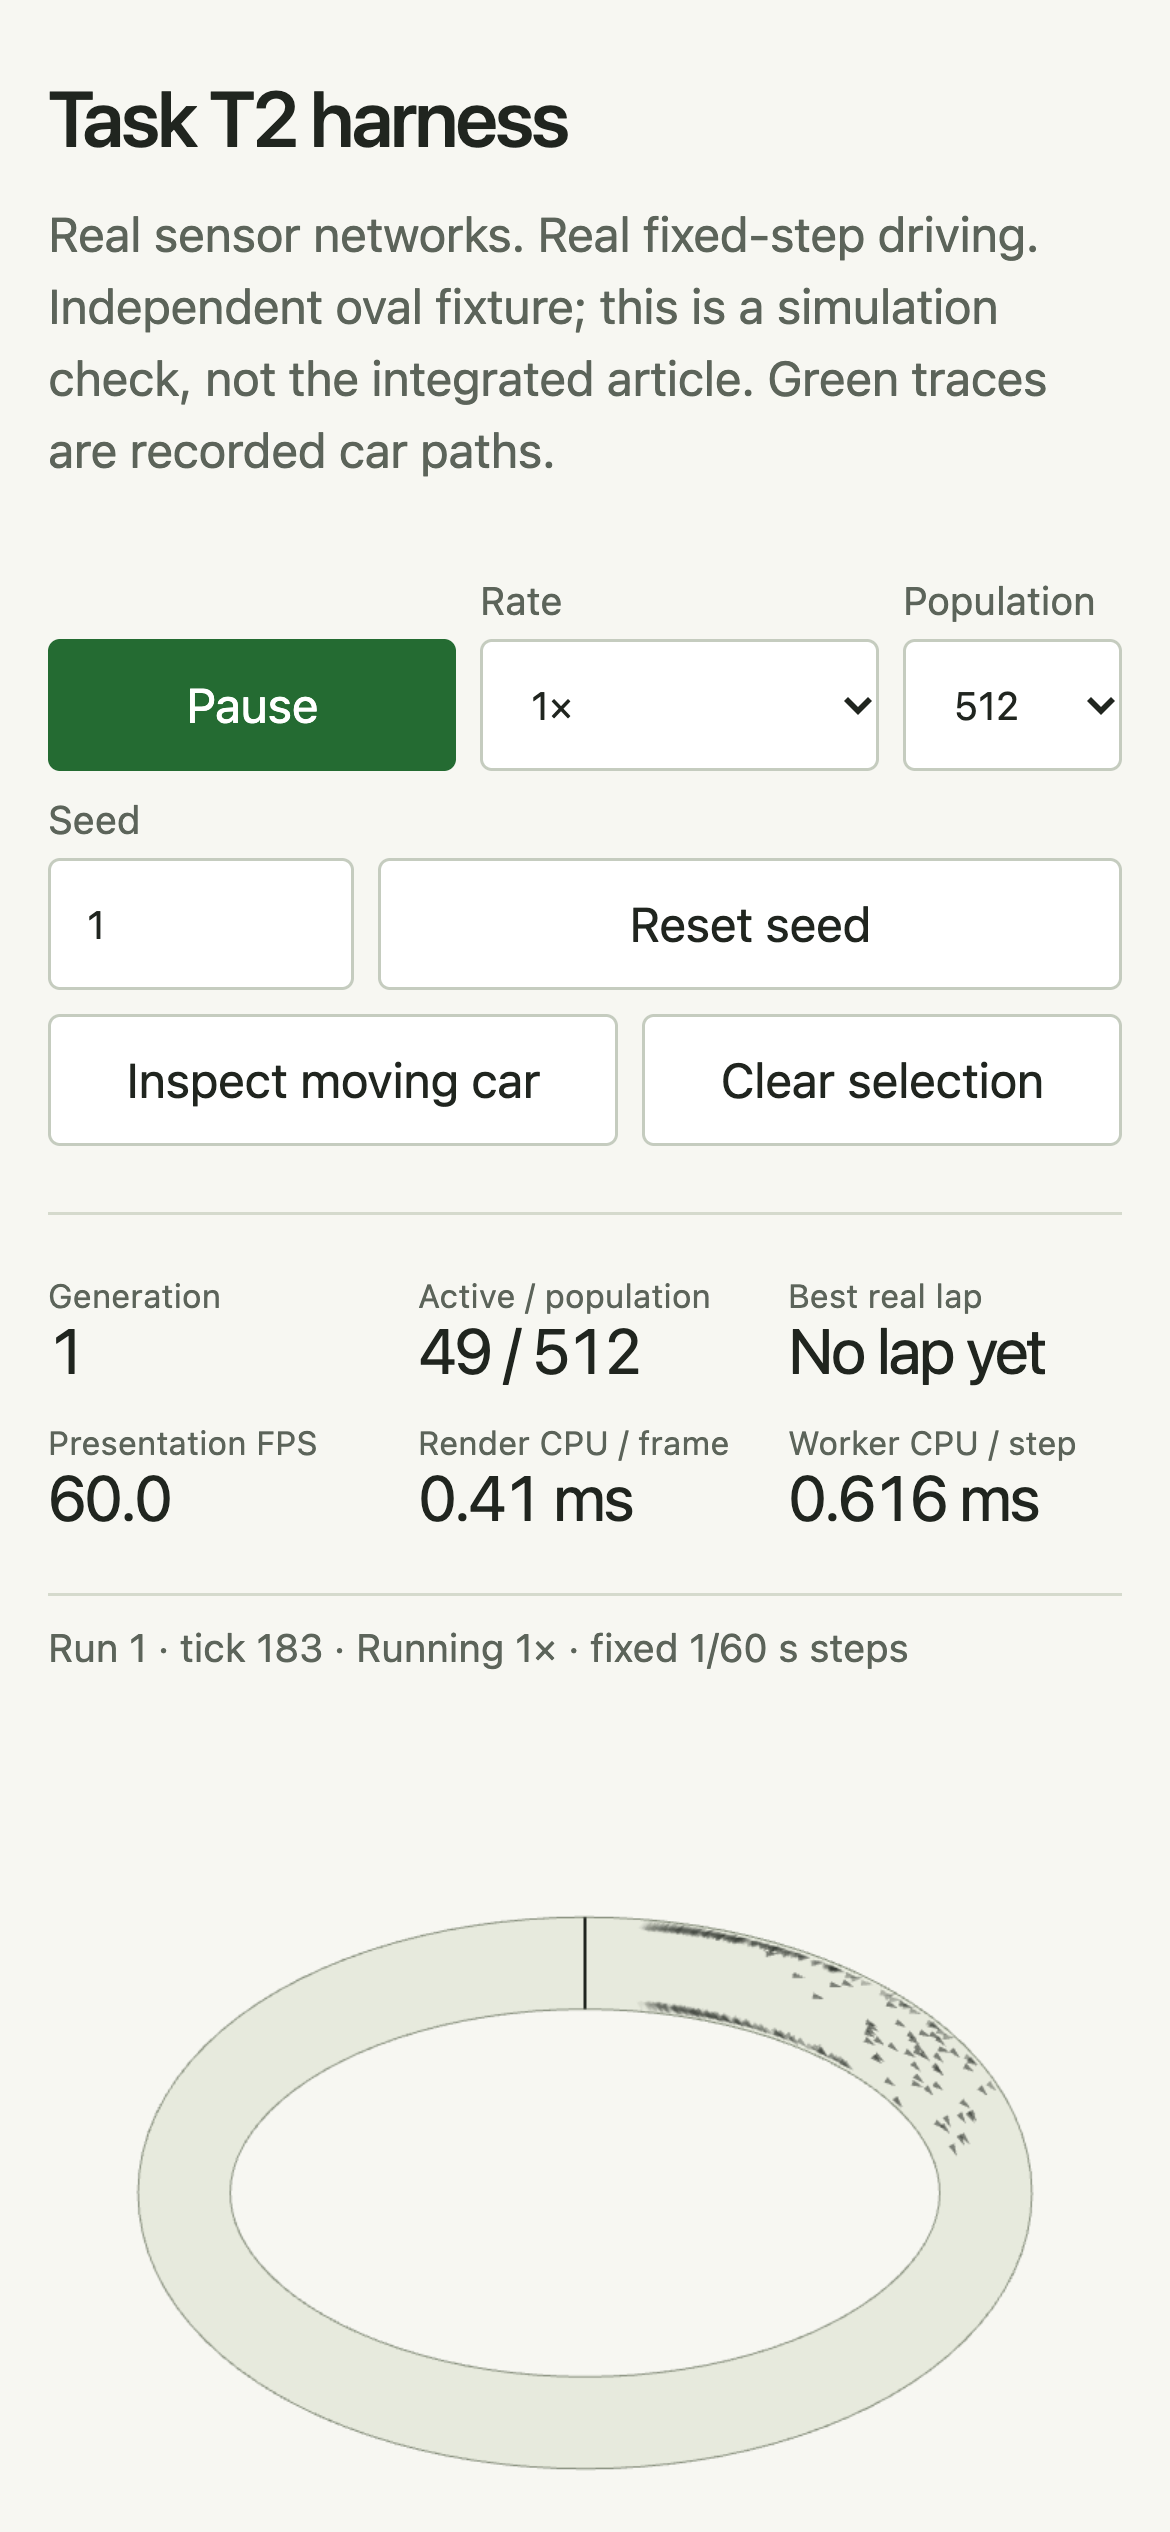 Task T2 harness
Real sensor networks. Real fixed-step driving.
Independent oval fixture; this is a simulation
check, not the integrated article. Green traces
are recorded car paths.
Rate
Population
Pause
1×
512
Seed
1
Reset seed
Inspect moving car
Clear selection
Generation
Active / population
Best real lap
1
49 / 512
No lap yet
Presentation FPS
Render CPU / frame
Worker CPU / step
60.0
0.41 ms
0.616 ms
Run 1 · tick 183 · Running 1× · fixed 1/60 s steps